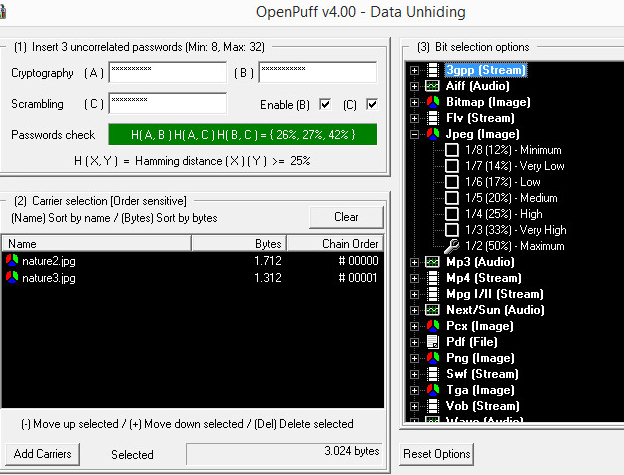 OpenPuff v4.00 - Data Unhiding
(1) Insert 3 uncorrelated passwords (Min: 8, Max: 32)
Cryptography (A) ********** (B) **********
Scrambling (C) ********* Enable (B) (C)
Passwords check H( A, B ) H( A, C ) H( B, C ) = { 26%, 27%, 42% }
H ( X, Y ) = Hamming distance ( X ) ( Y ) >= 25%
(2) Carrier selection [Order sensitive]
(Name) Sort by name / (Bytes) Sort by bytes
Clear
Name Bytes Chain Order
nature2.jpg 1.712 # 00000
nature3.jpg 1.312 # 00001
(-) Move up selected / (+) Move down selected / (Del) Delete selected
Add Carriers Selected 3.024 bytes
(3) Bit selection options
3gpp (Stream)
Aiff (Audio)
Bitmap (Image)
Flv (Stream)
Jpeg (Image)
1/8 (12%) - Minimum
1/7 (14%) - Very Low
1/6 (17%) - Low
1/5 (20%) - Medium
1/4 (25%) - High
1/3 (33%) - Very High
1/2 (50%) - Maximum
Mp3 (Audio)
Mp4 (Stream)
Mpg I/II (Stream)
Next/Sun (Audio)
Pcx (Image)
Pdf (File)
Png (Image)
Swf (Stream)
Tga (Image)
Vob (Stream)
Wave (Audio)
Reset Options